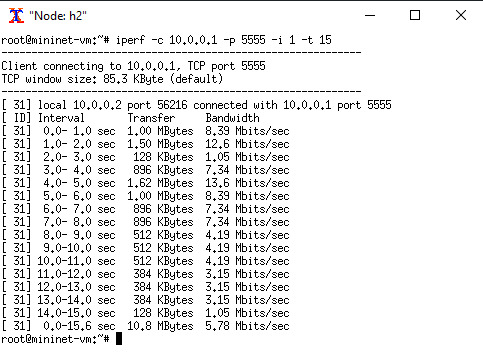 "Node: h2"
root@mininet-vm:~# iperf -c 10.0.0.1 -p 5555 -i 1 -t 15
------------------------------------------------------------
Client connecting to 10.0.0.1, TCP port 5555
TCP window size: 85.3 KByte (default)
------------------------------------------------------------
[ 31] local 10.0.0.2 port 56216 connected with 10.0.0.1 port 5555
[ ID] Interval       Transfer     Bandwidth
[ 31]  0.0- 1.0 sec  1.00 MBytes  8.39 Mbits/sec
[ 31]  1.0- 2.0 sec  1.50 MBytes  12.6 Mbits/sec
[ 31]  2.0- 3.0 sec   128 KBytes  1.05 Mbits/sec
[ 31]  3.0- 4.0 sec   896 KBytes  7.34 Mbits/sec
[ 31]  4.0- 5.0 sec  1.62 MBytes  13.6 Mbits/sec
[ 31]  5.0- 6.0 sec  1.00 MBytes  8.39 Mbits/sec
[ 31]  6.0- 7.0 sec   896 KBytes  7.34 Mbits/sec
[ 31]  7.0- 8.0 sec   896 KBytes  7.34 Mbits/sec
[ 31]  8.0- 9.0 sec   512 KBytes  4.19 Mbits/sec
[ 31]  9.0-10.0 sec   512 KBytes  4.19 Mbits/sec
[ 31] 10.0-11.0 sec   512 KBytes  4.19 Mbits/sec
[ 31] 11.0-12.0 sec   384 KBytes  3.15 Mbits/sec
[ 31] 12.0-13.0 sec   384 KBytes  3.15 Mbits/sec
[ 31] 13.0-14.0 sec   384 KBytes  3.15 Mbits/sec
[ 31] 14.0-15.0 sec   128 KBytes  1.05 Mbits/sec
[ 31]  0.0-15.6 sec  10.8 MBytes  5.78 Mbits/sec
root@mininet-vm:~#